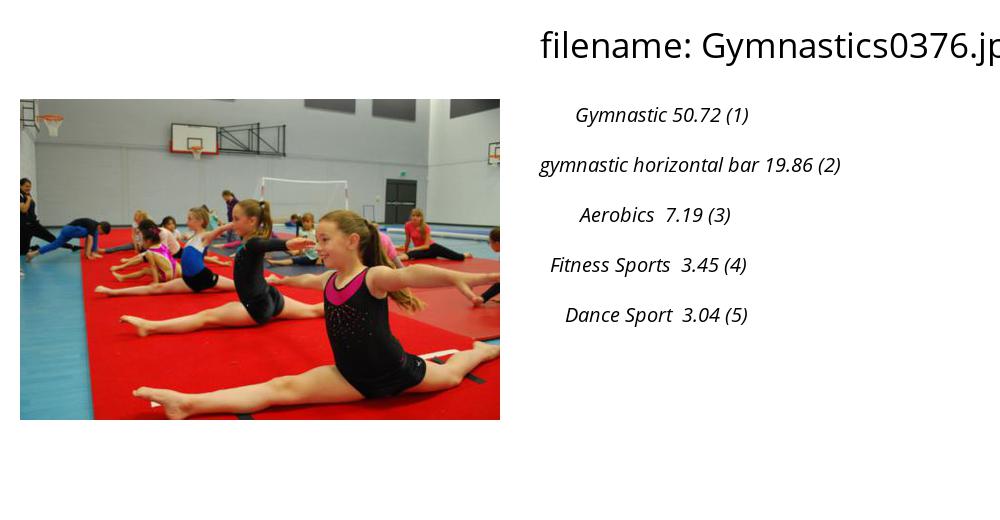 filename: Gymnastics0376.jp
Gymnastic 50.72 (1)
gymnastic horizontal bar 19.86 (2)
Aerobics 7.19 (3)
Fitness Sports 3.45 (4)
Dance Sport 3.04 (5)